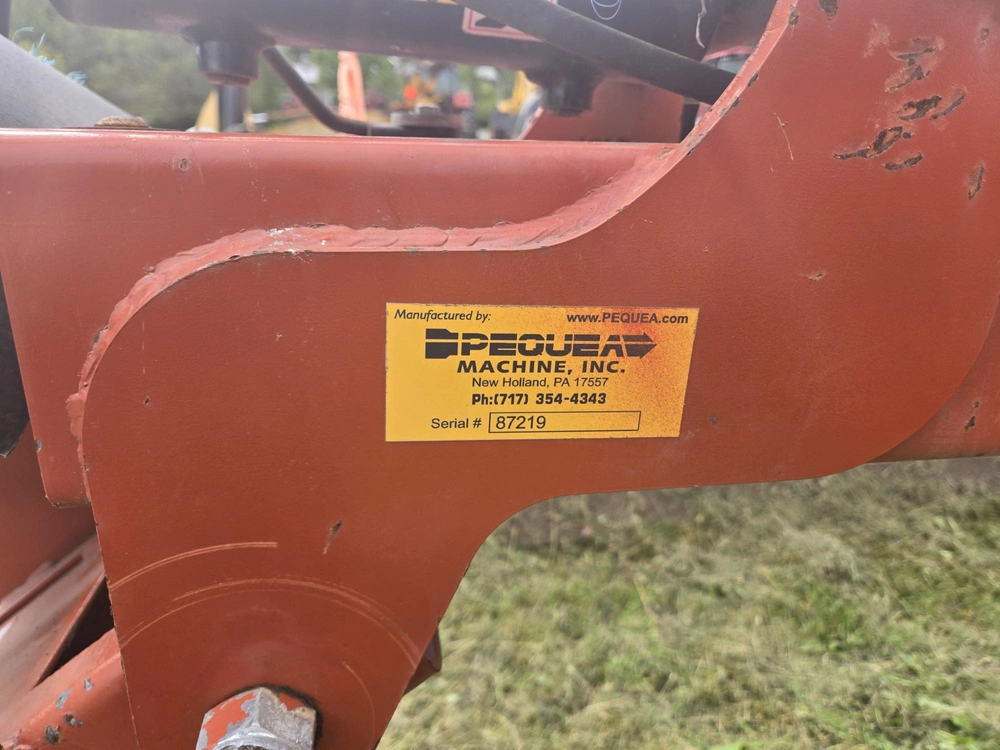 Manufactured by: www.PEQUEA.com
PEQUEA
MACHINE, INC.
New Holland, PA 17557
Ph:(717) 354-4343
Serial # 87219